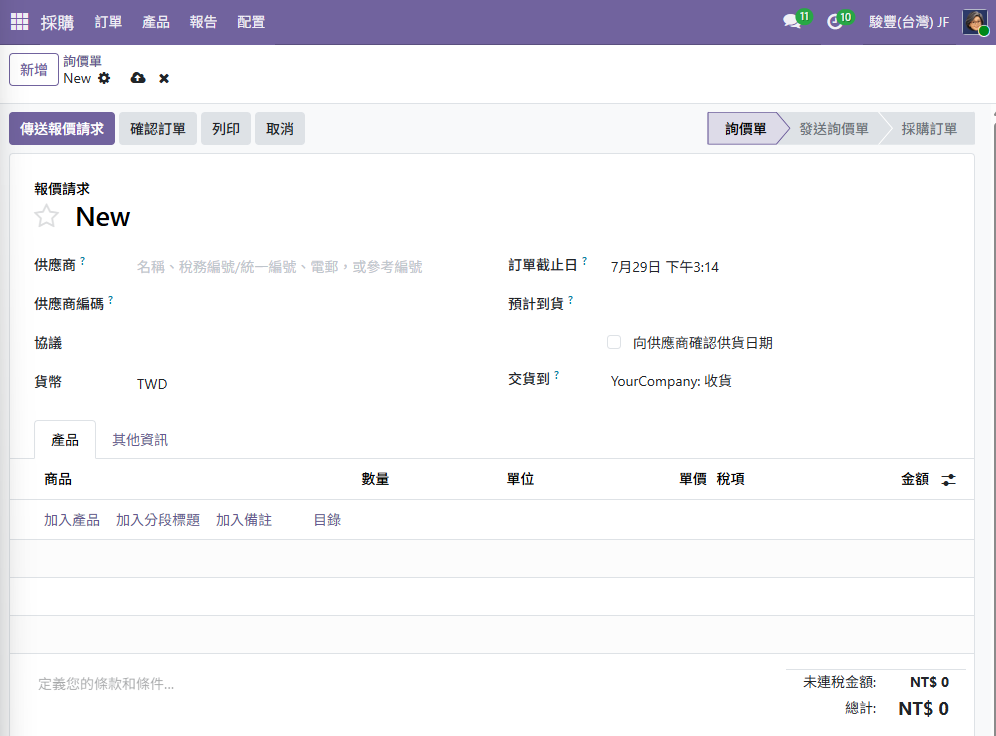 採購 訂單 產品 報告 配置 11 10 駿豐(台灣) JF
新增 詢價單
New
傳送報價請求 確認訂單 列印 取消 詢價單 發送詢價單 採購訂單
報價請求
New
供應商 ? 名稱、稅務編號/統一編號、電郵，或參考編號 訂單截止日 ? 7月29日 下午3:14
供應商編碼 ? 預計到貨 ?
協議 向供應商確認供貨日期
貨幣 TWD 交貨到 ? YourCompany: 收貨
產品 其他資訊
商品 數量 單位 單價 稅項 金額
加入產品 加入分段標題 加入備註 目錄
定義您的條款和條件... 未連稅金額: NT$ 0
總計: NT$ 0